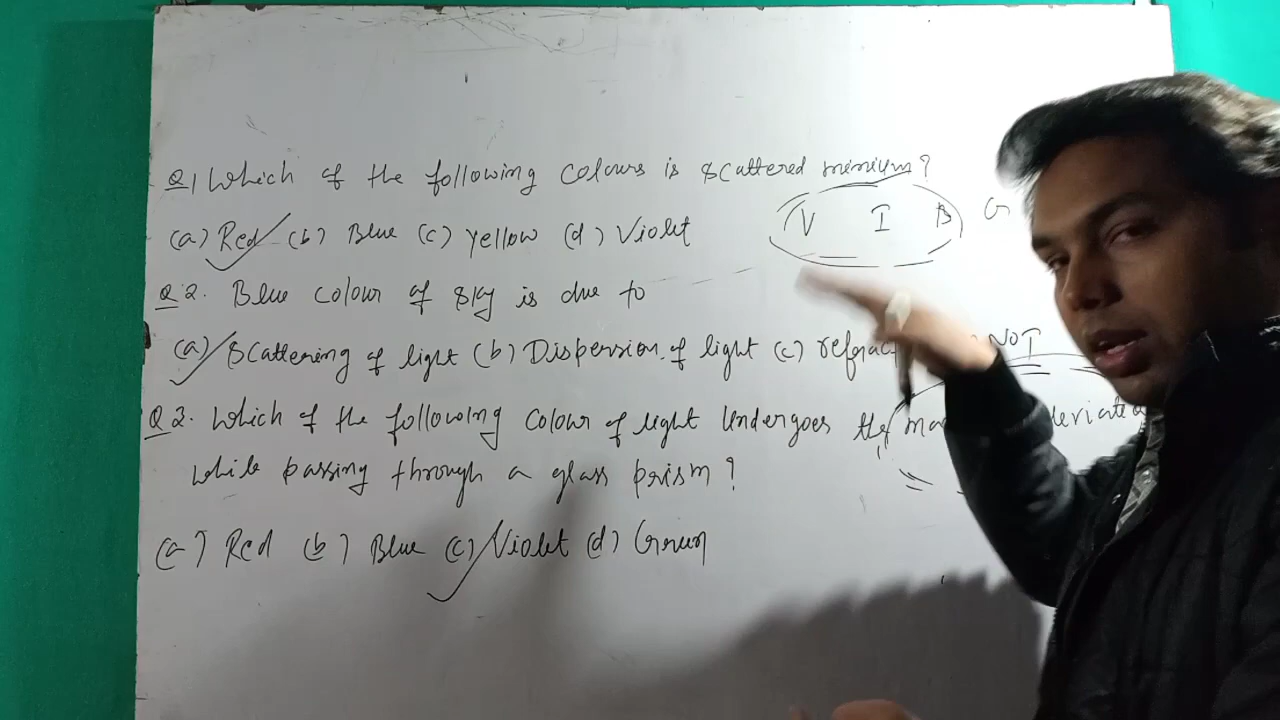 Q1 Which of the following colours is scattered minimum?
(a) Red (b) Blue (c) yellow (d) Violet
V I B G
Q2. Blue colour of sky is due to
(a) Scattering of light (b) Dispersion of light (c)
NOT
Q3. Which of the following colour of light undergoes the deviated
while passing through a glass prism?
(a) Red (b) Blue (c) Violet (d) Green